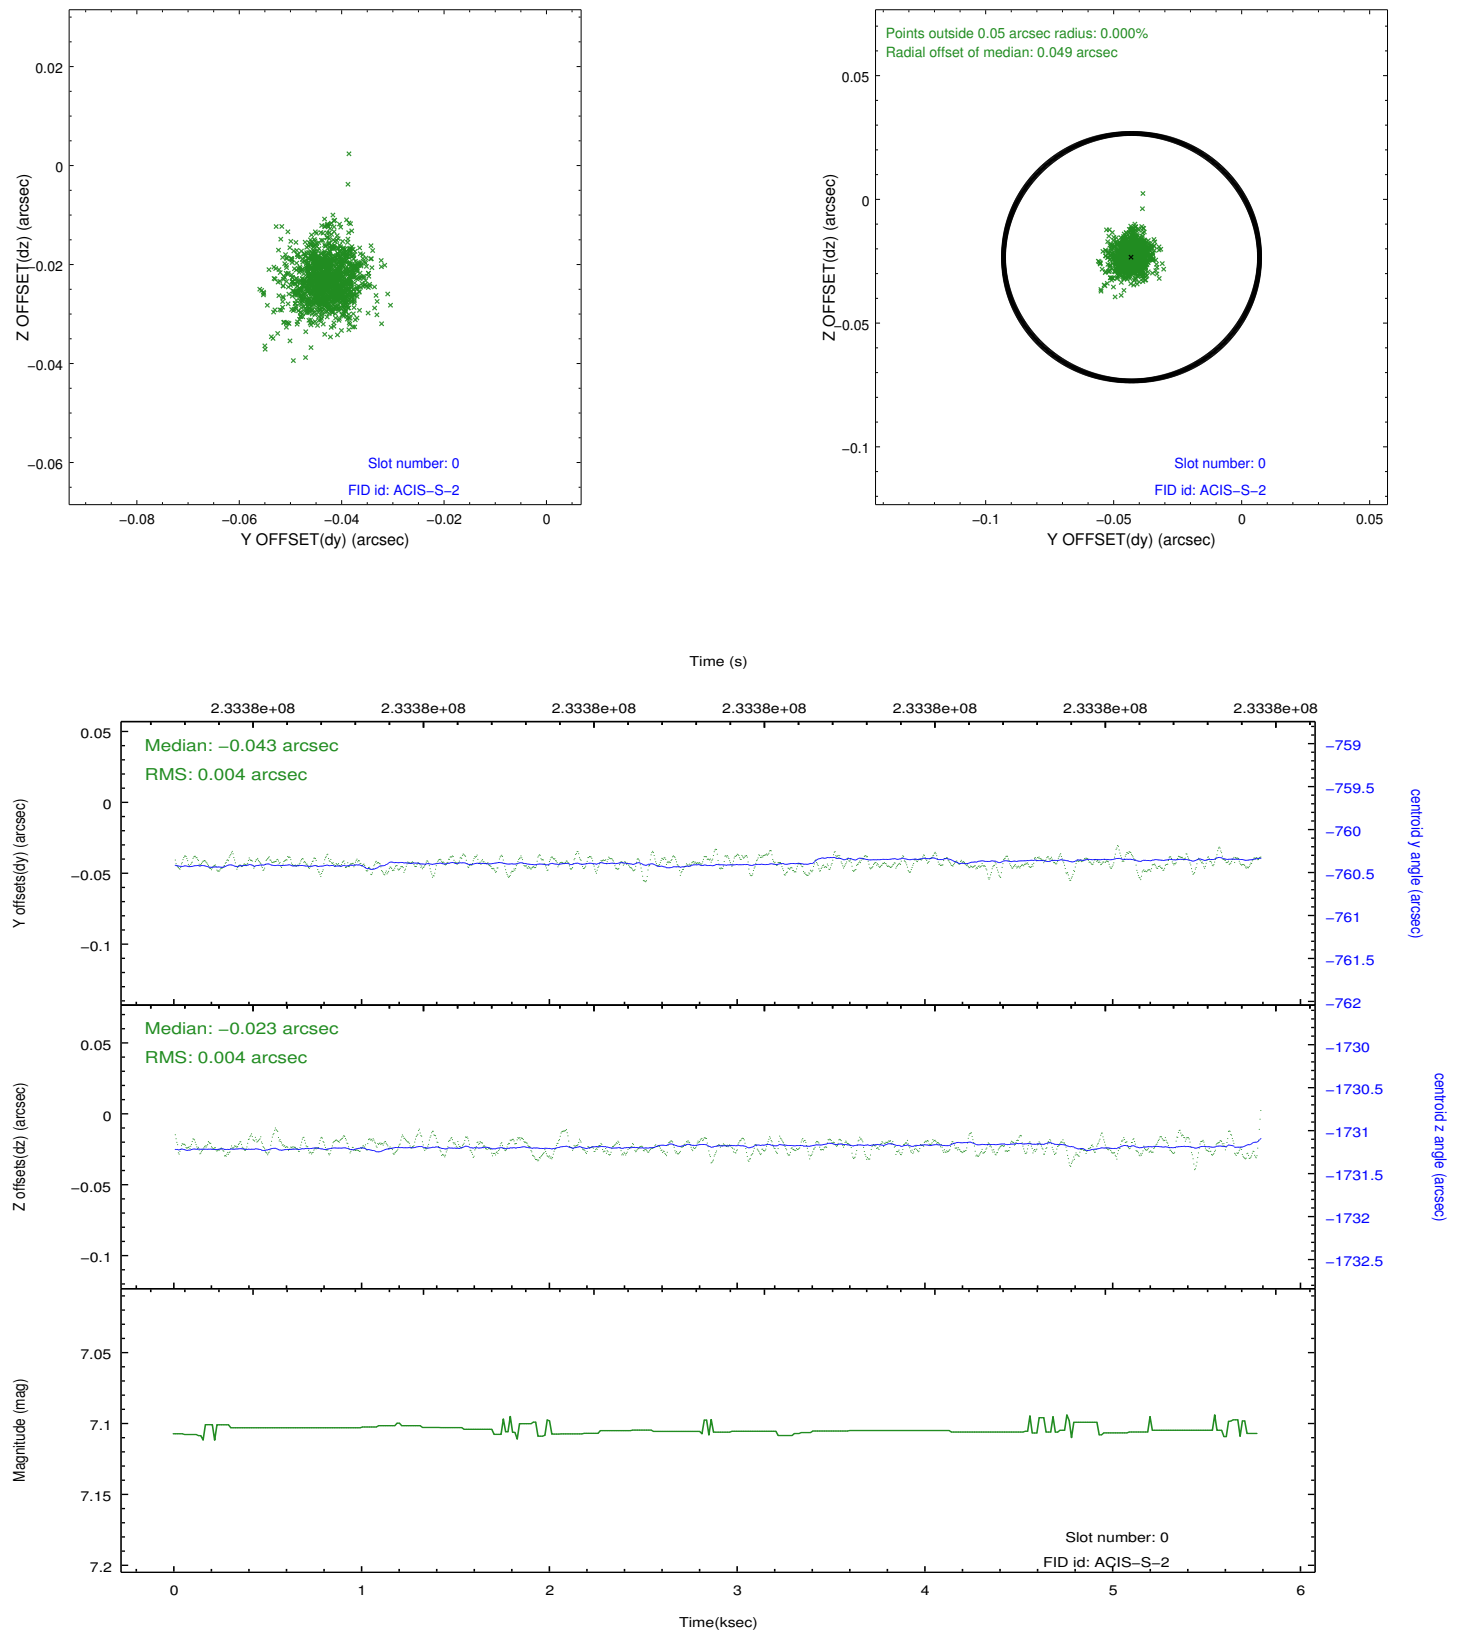 0.02
0
−0.02
−0.04
−0.06
Z OFFSET(dz) (arcsec)
Slot number: 0
FID id: ACIS−S−2
−0.08
−0.06
−0.04
−0.02
0
Y OFFSET(dy) (arcsec)
Points outside 0.05 arcsec radius: 0.000%
Radial offset of median: 0.049 arcsec
0.05
0
−0.05
−0.1
Z OFFSET(dz) (arcsec)
Slot number: 0
FID id: ACIS−S−2
−0.1
−0.05
0
0.05
Y OFFSET(dy) (arcsec)
Time (s)
2.3338e+08
2.3338e+08
2.3338e+08
2.3338e+08
2.3338e+08
2.3338e+08
2.3338e+08
Median: −0.043 arcsec
RMS: 0.004 arcsec
0.05
0
−0.05
−0.1
Y offsets(dy) (arcsec)
−759
−759.5
−760
−760.5
−761
−761.5
−762
centroid y angle (arcsec)
Median: −0.023 arcsec
RMS: 0.004 arcsec
0.05
0
−0.05
−0.1
Z offsets(dz) (arcsec)
−1730
−1730.5
−1731
−1731.5
−1732
−1732.5
centroid z angle (arcsec)
7.05
7.1
7.15
7.2
Magnitude (mag)
Slot number: 0
FID id: ACIS−S−2
0
1
2
3
4
5
6
Time(ksec)